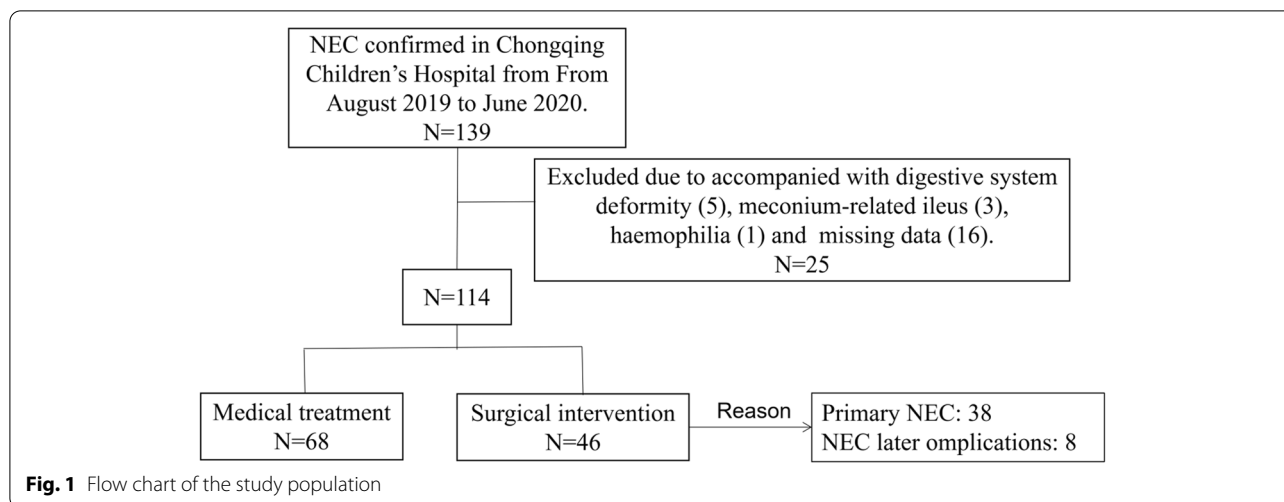 NEC confirmed in Chongqing
Children's Hospital from From
August 2019 to June 2020.
N=139
Excluded due to accompanied with digestive system
deformity (5), meconium-related ileus (3),
haemophilia (1) and missing data (16).
N=25
N=114
Medical treatment
N=68
Surgical intervention
N=46
Reason
Primary NEC: 38
NEC later omplications: 8
Fig. 1 Flow chart of the study population